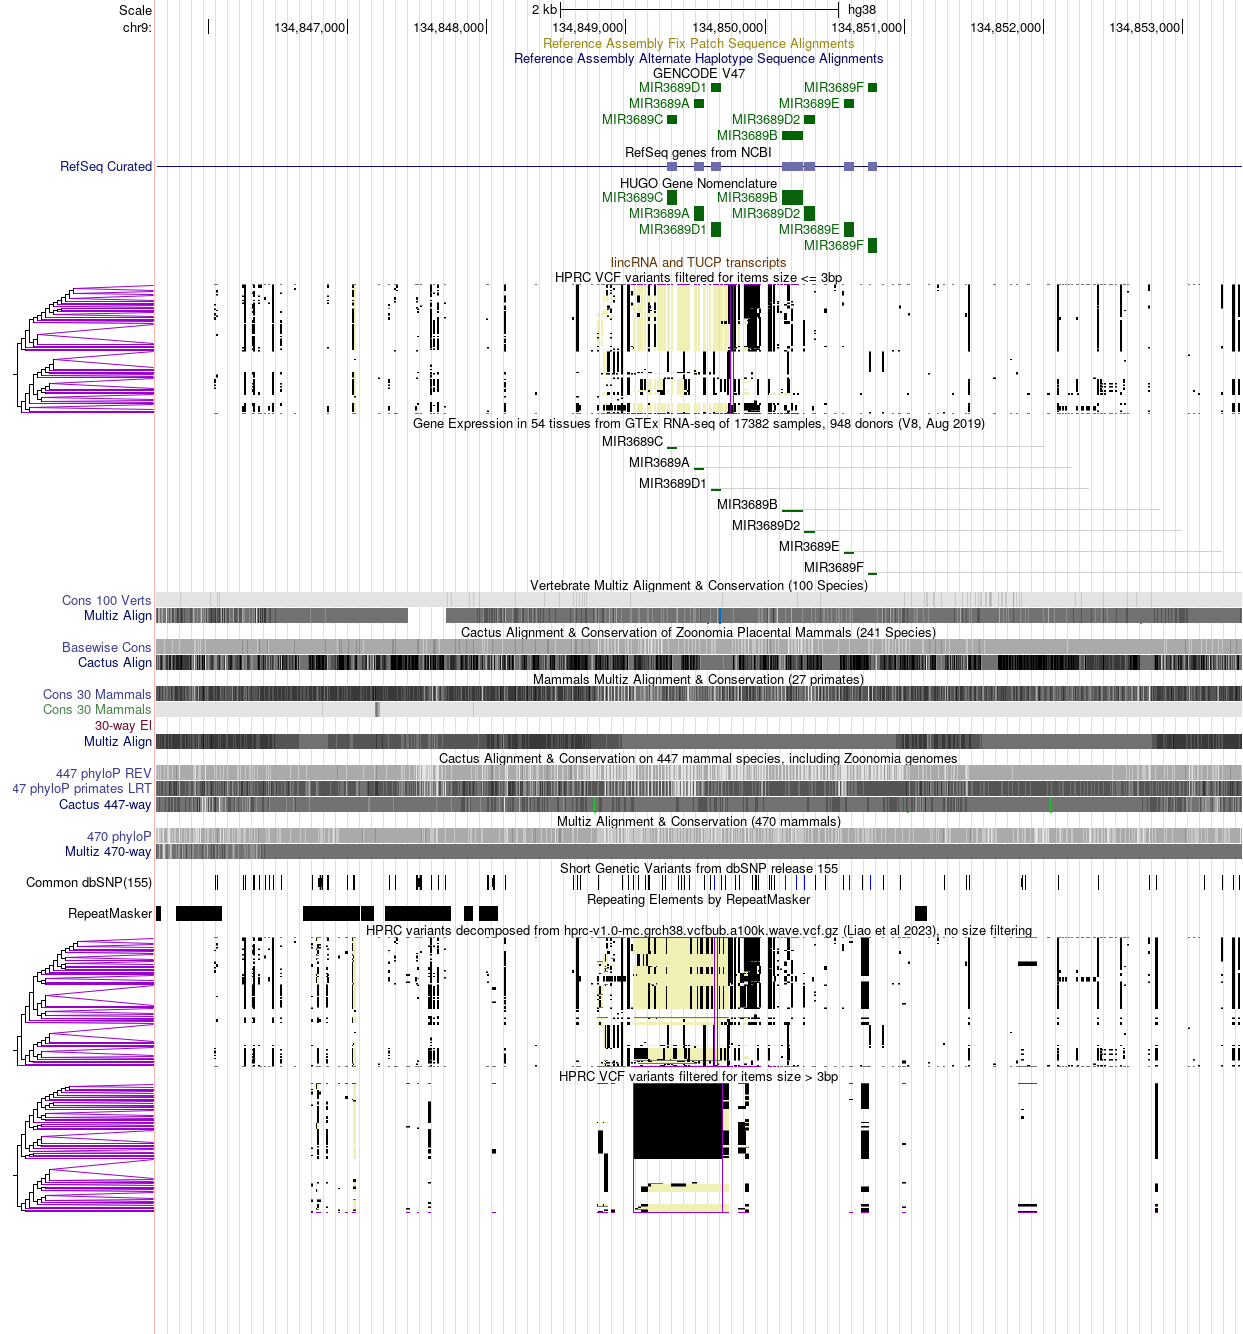 Scale 2 kb hg38
chr9: 134,847,000 134,848,000 134,849,000 134,850,000 134,851,000 134,852,000 134,853,000
Reference Assembly Fix Patch Sequence Alignments
Reference Assembly Alternate Haplotype Sequence Alignments
GENCODE V47
MIR3689D1 MIR3689F
MIR3689A MIR3689E
MIR3689C MIR3689D2
MIR3689B
RefSeq genes from NCBI
RefSeq Curated
HUGO Gene Nomenclature
MIR3689C MIR3689B
MIR3689A MIR3689D2
MIR3689D1 MIR3689E
MIR3689F
lincRNA and TUCP transcripts
HPRC VCF variants filtered for items size <= 3bp
Gene Expression in 54 tissues from GTEx RNA-seq of 17382 samples, 948 donors (V8, Aug 2019)
MIR3689C
MIR3689A
MIR3689D1
MIR3689B
MIR3689D2
MIR3689E
MIR3689F
Vertebrate Multiz Alignment & Conservation (100 Species)
Cons 100 Verts
Multiz Align
Cactus Alignment & Conservation of Zoonomia Placental Mammals (241 Species)
Basewise Cons
Cactus Align
Mammals Multiz Alignment & Conservation (27 primates)
Cons 30 Mammals
Cons 30 Mammals
30-way El
Multiz Align
Cactus Alignment & Conservation on 447 mammal species, including Zoonomia genomes
447 phyloP REV
47 phyloP primates LRT
Cactus 447-way
Multiz Alignment & Conservation (470 mammals)
470 phyloP
Multiz 470-way
Short Genetic Variants from dbSNP release 155
Common dbSNP(155)
Repeating Elements by RepeatMasker
RepeatMasker
HPRC variants decomposed from hprc-v1.0-mc.grch38.vcfbub.a100k.wave.vcf.gz (Liao et al 2023), no size filtering
HPRC VCF variants filtered for items size > 3bp